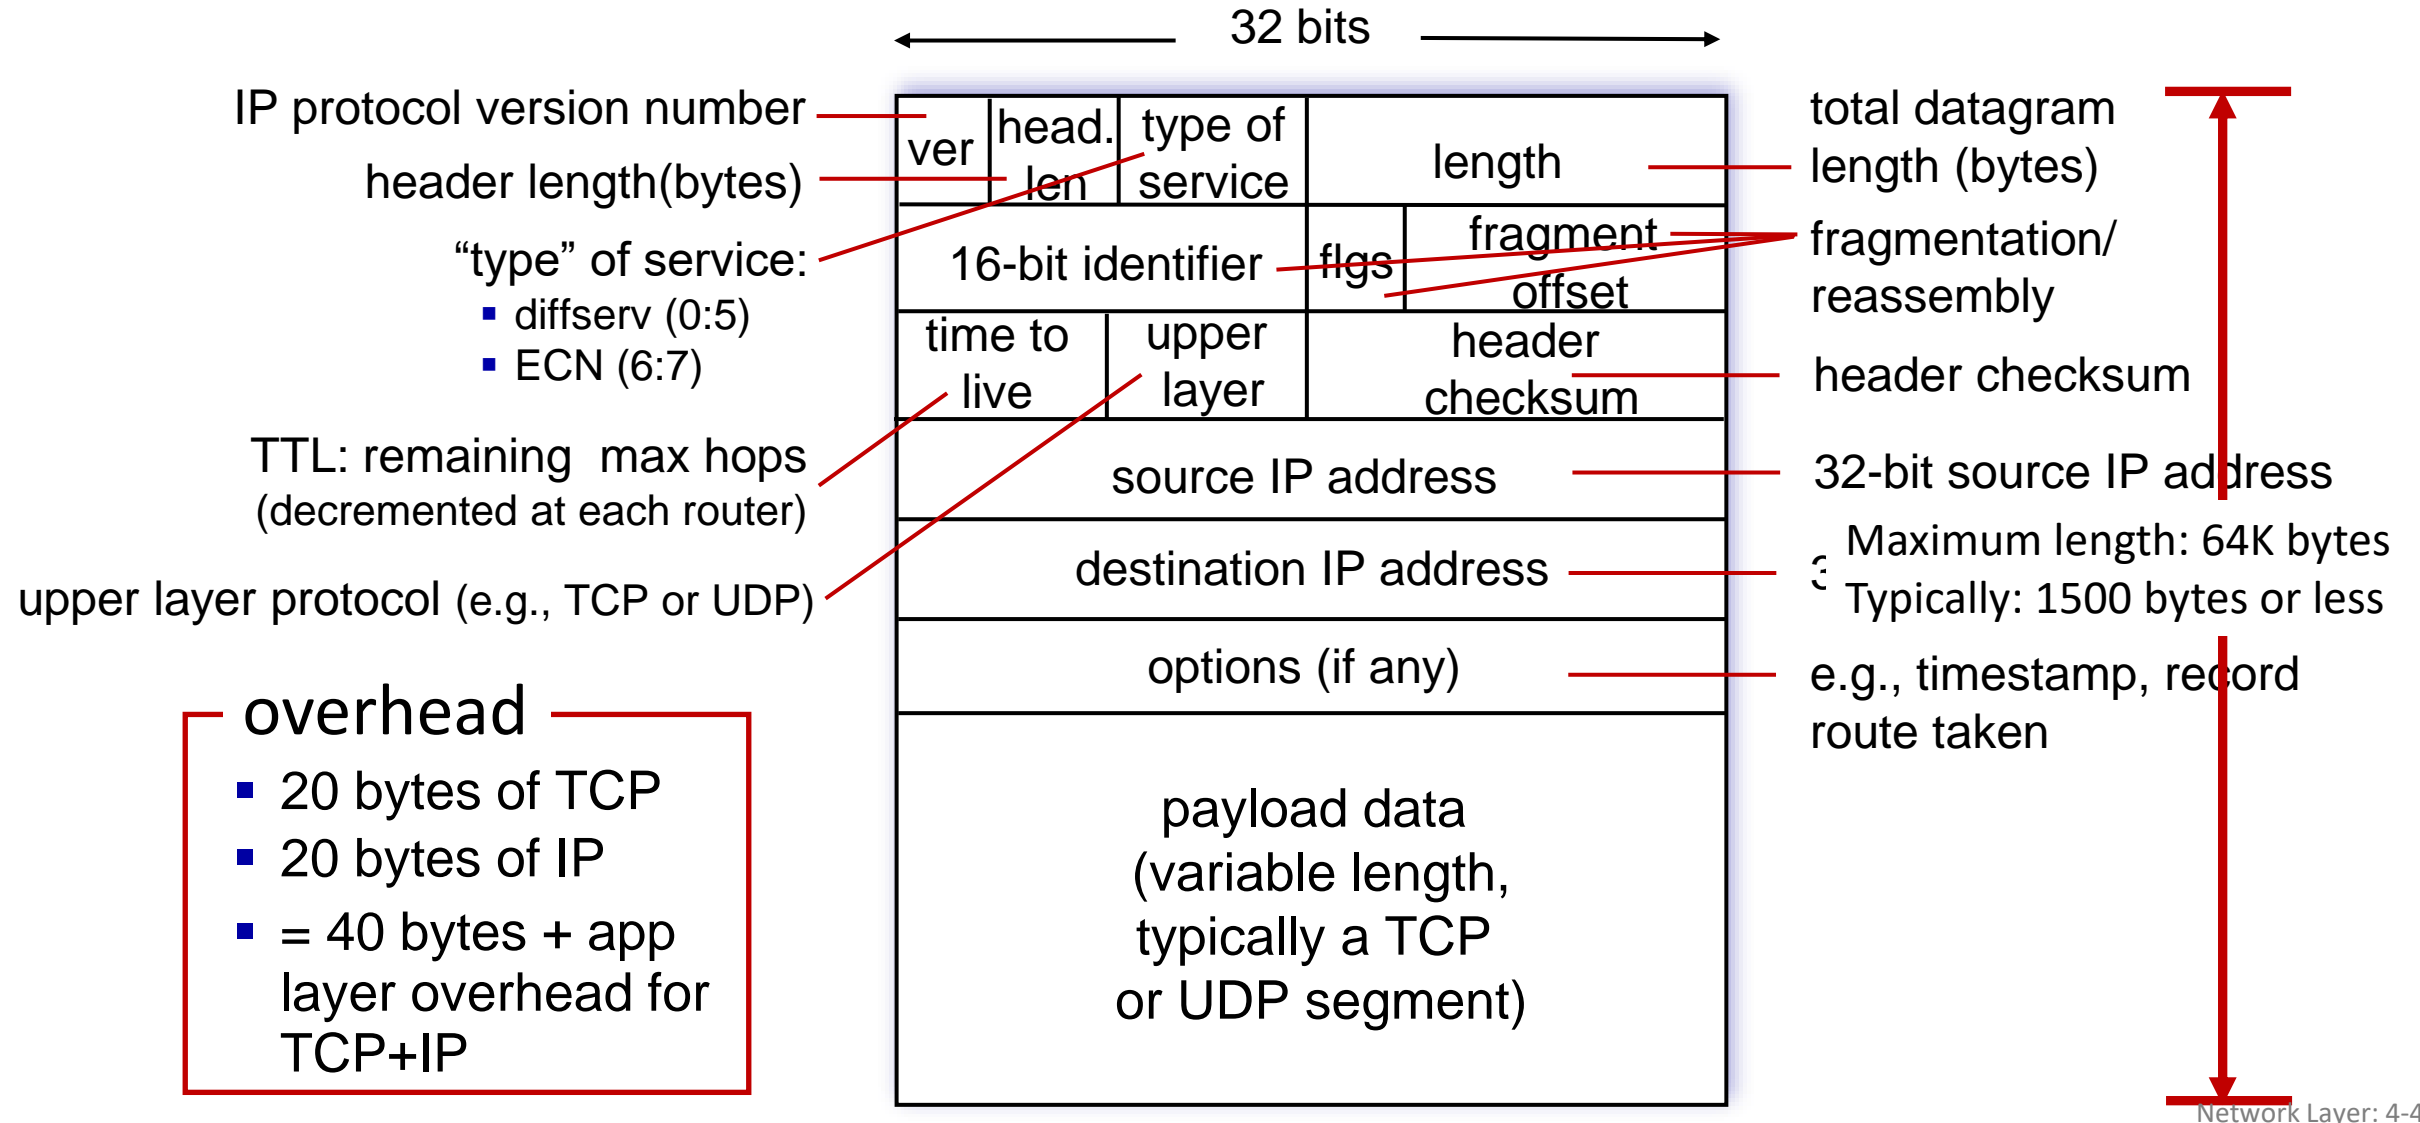 32 bits
IP protocol version number
header length(bytes)
“type” of service:
▪ diffserv (0:5)
▪ ECN (6:7)
TTL: remaining max hops
(decremented at each router)
upper layer protocol (e.g., TCP or UDP)
overhead
▪ 20 bytes of TCP
▪ 20 bytes of IP
▪ = 40 bytes + app
layer overhead for
TCP+IP
ver
head.
len
type of
service
length
16-bit identifier
flgs
fragment
offset
time to
live
upper
layer
header
checksum
source IP address
destination IP address
options (if any)
payload data
(variable length,
typically a TCP
or UDP segment)
total datagram
length (bytes)
fragmentation/
reassembly
header checksum
32-bit source IP address
Maximum length: 64K bytes
Typically: 1500 bytes or less
e.g., timestamp, record
route taken
Network Layer: 4-4